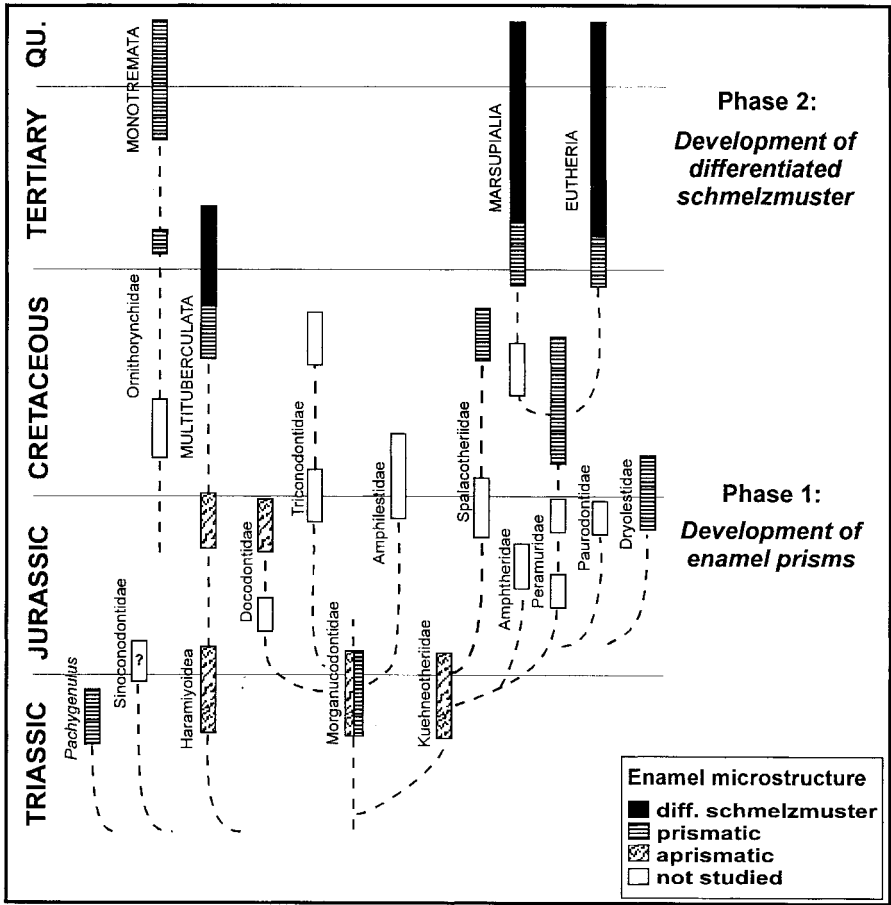 QU.
TERTIARY
CRETACEOUS
JURASSIC
TRIASSIC
MONOTREMATA
Ornithorynchidae
MULTITUBERCULATA
MARSUPIALIA
EUTHERIA
Triconodontidae
Amphilestidae
Spalacotheriidae
Docodontidae
Amphtheridae
Peramuridae
Paurodontidae
Dryolestidae
Pachygenulus
Sinoconodontidae
?
Haramiyoidea
Morganucodontidae
Kuehneotheriidae
Phase 2:
Development of
differentiated
schmelzmuster
Phase 1:
Development of
enamel prisms
Enamel microstructure
diff. schmelzmuster
prismatic
aprismatic
not studied